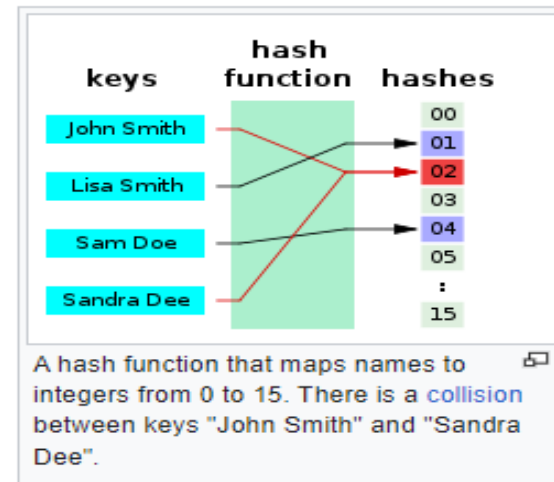 keys
hash
function
hashes
John Smith
Lisa Smith
Sam Doe
Sandra Dee
00
01
02
03
04
05
:
15
A hash function that maps names to
integers from 0 to 15. There is a collision
between keys "John Smith" and "Sandra
Dee".